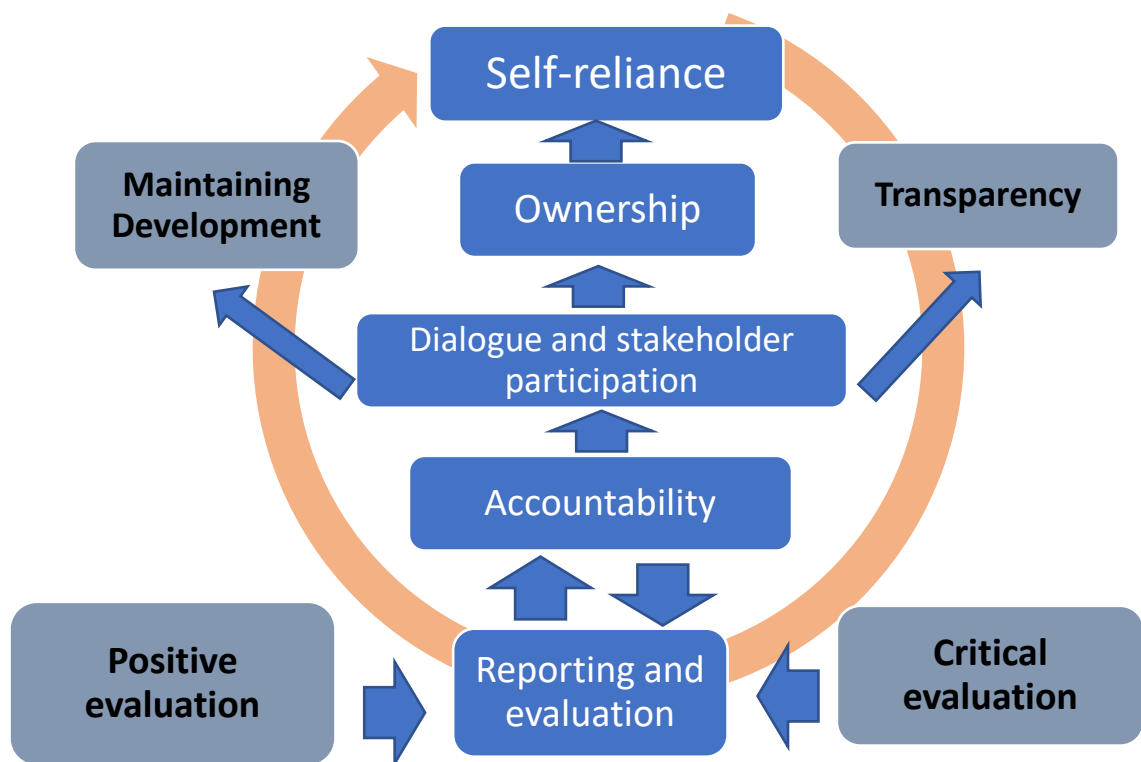 Self-reliance
Maintaining
Development
Transparency
Ownership
Dialogue and stakeholder
participation
Accountability
Positive
evaluation
Reporting and
evaluation
Critical
evaluation